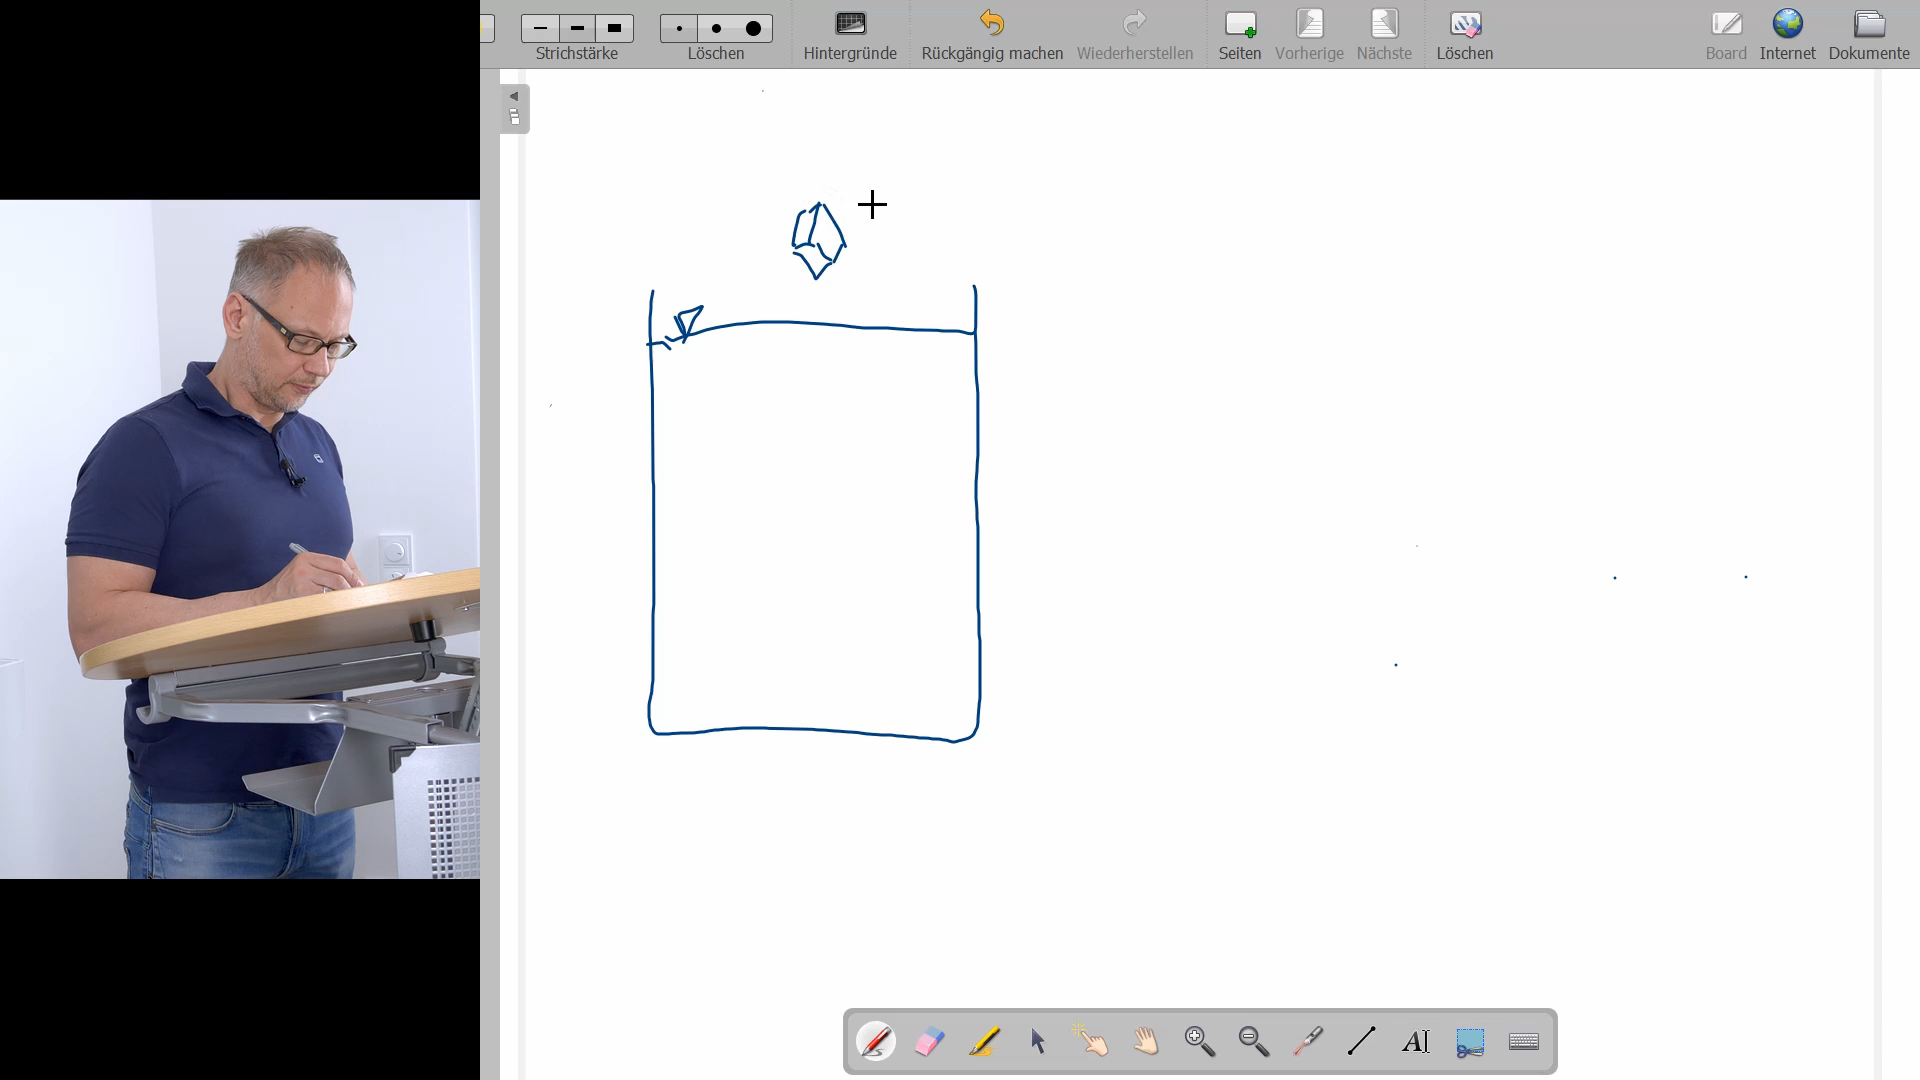 Strichstärke
Löschen
Hintergründe
Rückgängig machen
Wiederherstellen
Seiten
Vorherige
Nächste
Löschen
Board
Internet
Dokumente